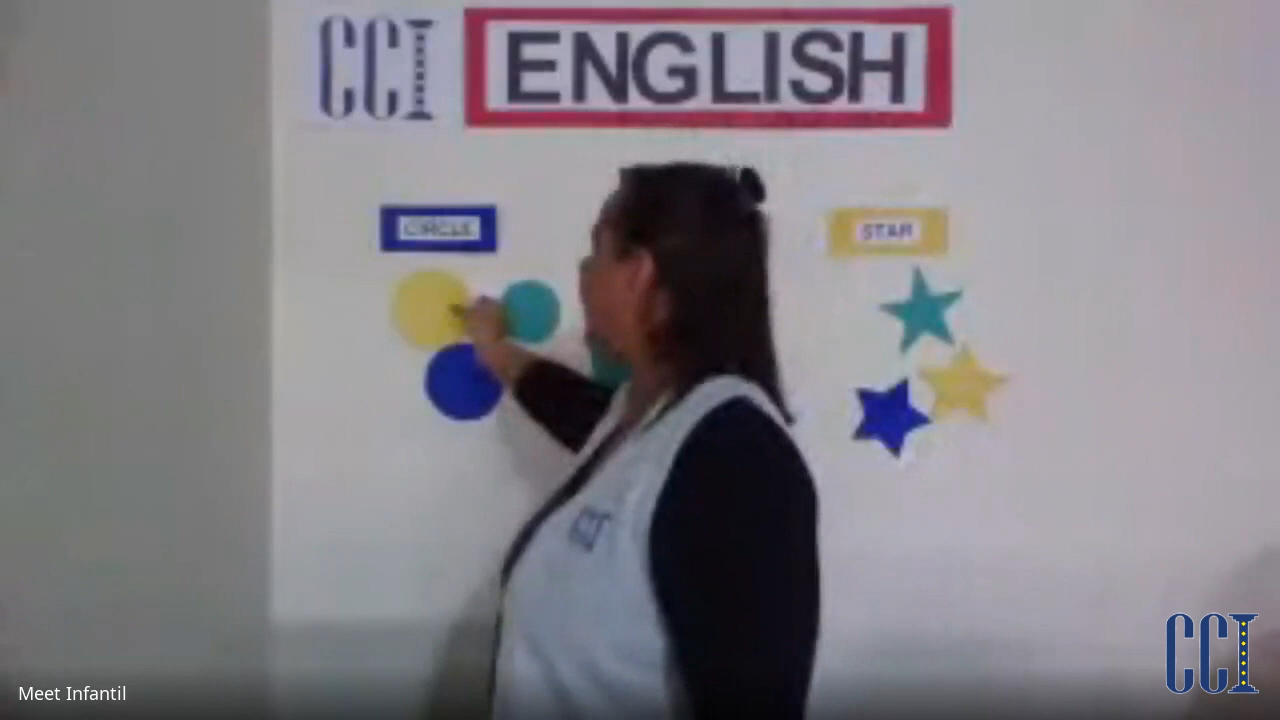 CCI ENGLISH
CIRCLE
STAR
CCI
Meet Infantil
CCI